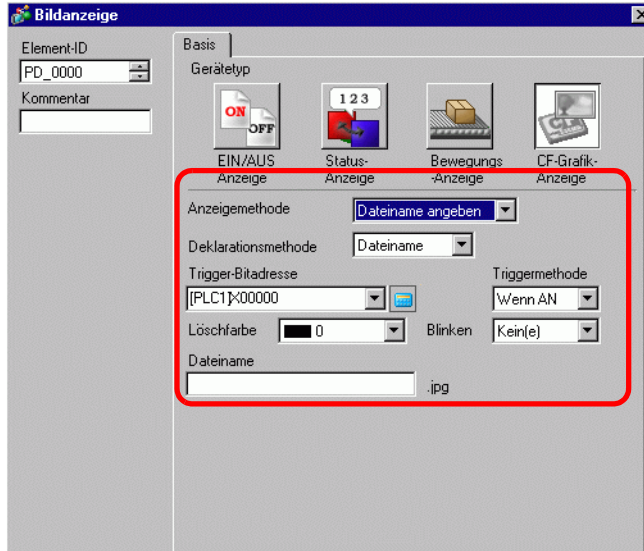 Bildanzeige
Element-ID
PD_0000
Kommentar
Basis
Gerätetyp
ON
OFF
1 2 3
CF
EIN/AUS Anzeige
Status-Anzeige
Bewegungs-Anzeige
CF-Grafik-Anzeige
Anzeigemethode Dateiname angeben
Deklarationsmethode Dateiname
Trigger-Bitadresse Triggermethode
[PLC1]X00000 Wenn AN
Löschfarbe 0 Blinken Kein(e)
Dateiname
.jpg